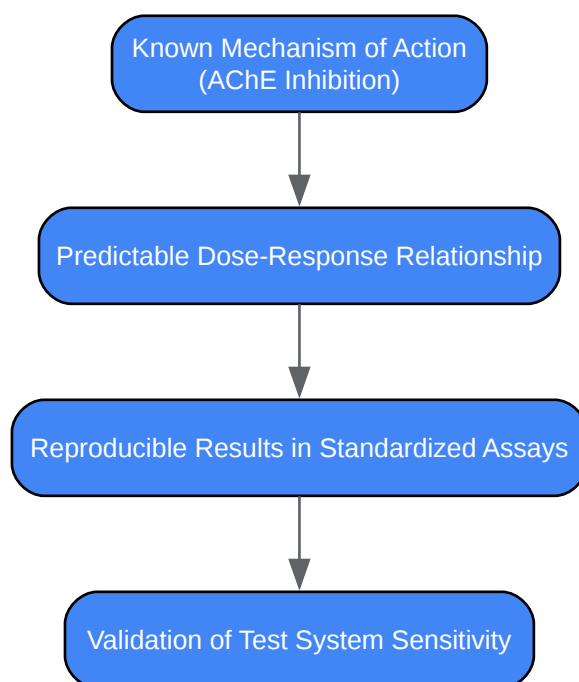 Known Mechanism of Action
(AChE Inhibition)
Predictable Dose-Response Relationship
Reproducible Results in Standardized Assays
Validation of Test System Sensitivity